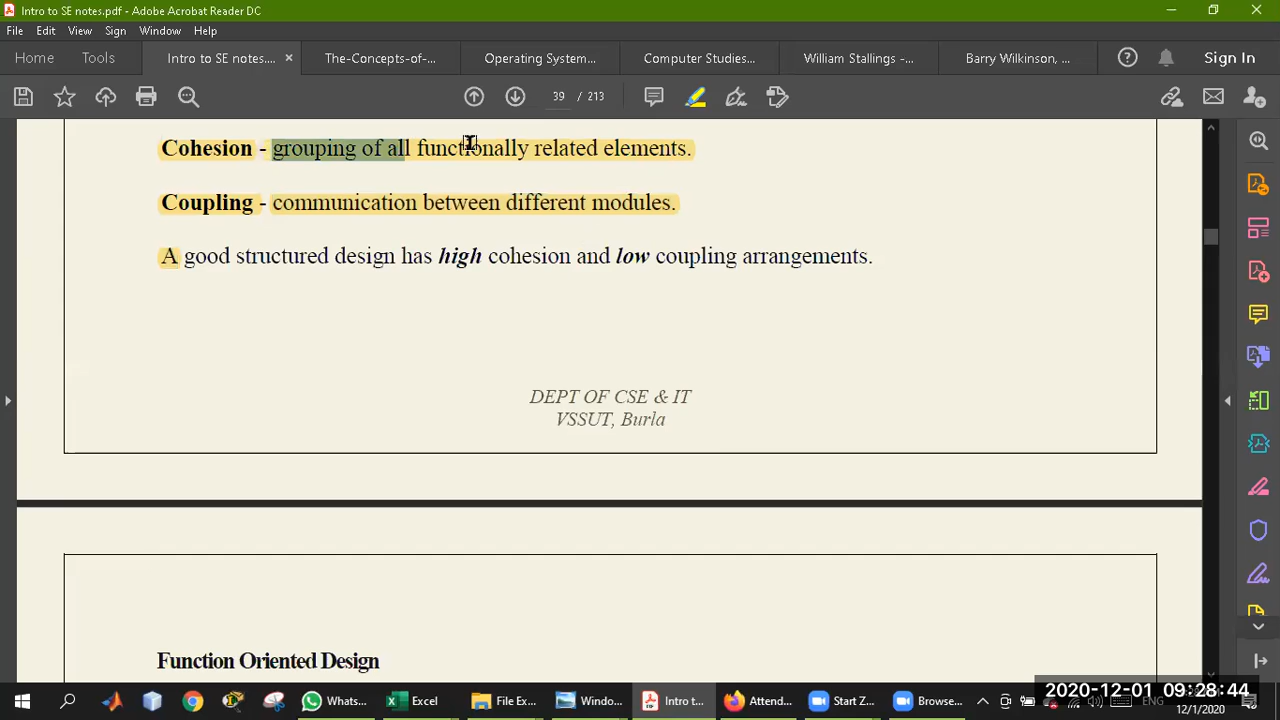 Intro to SE notes.pdf - Adobe Acrobat Reader DC
File Edit View Sign Window Help
Home Tools Intro to SE notes.... × The-Concepts-of-... Operating System... Computer Studies... William Stallings -... Barry Wilkinson, ... Sign In
39 / 213
Cohesion - grouping of all functionally related elements.
Coupling - communication between different modules.
A good structured design has high cohesion and low coupling arrangements.
DEPT OF CSE & IT
VSSUT, Burla
Function Oriented Design
Whats... Excel File Ex... Windo... Intro t... Attend... Start Z... Browse...
2020-12-01 09:28:44
12/1/2020